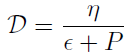 𝒟 = η / (ϵ + P)